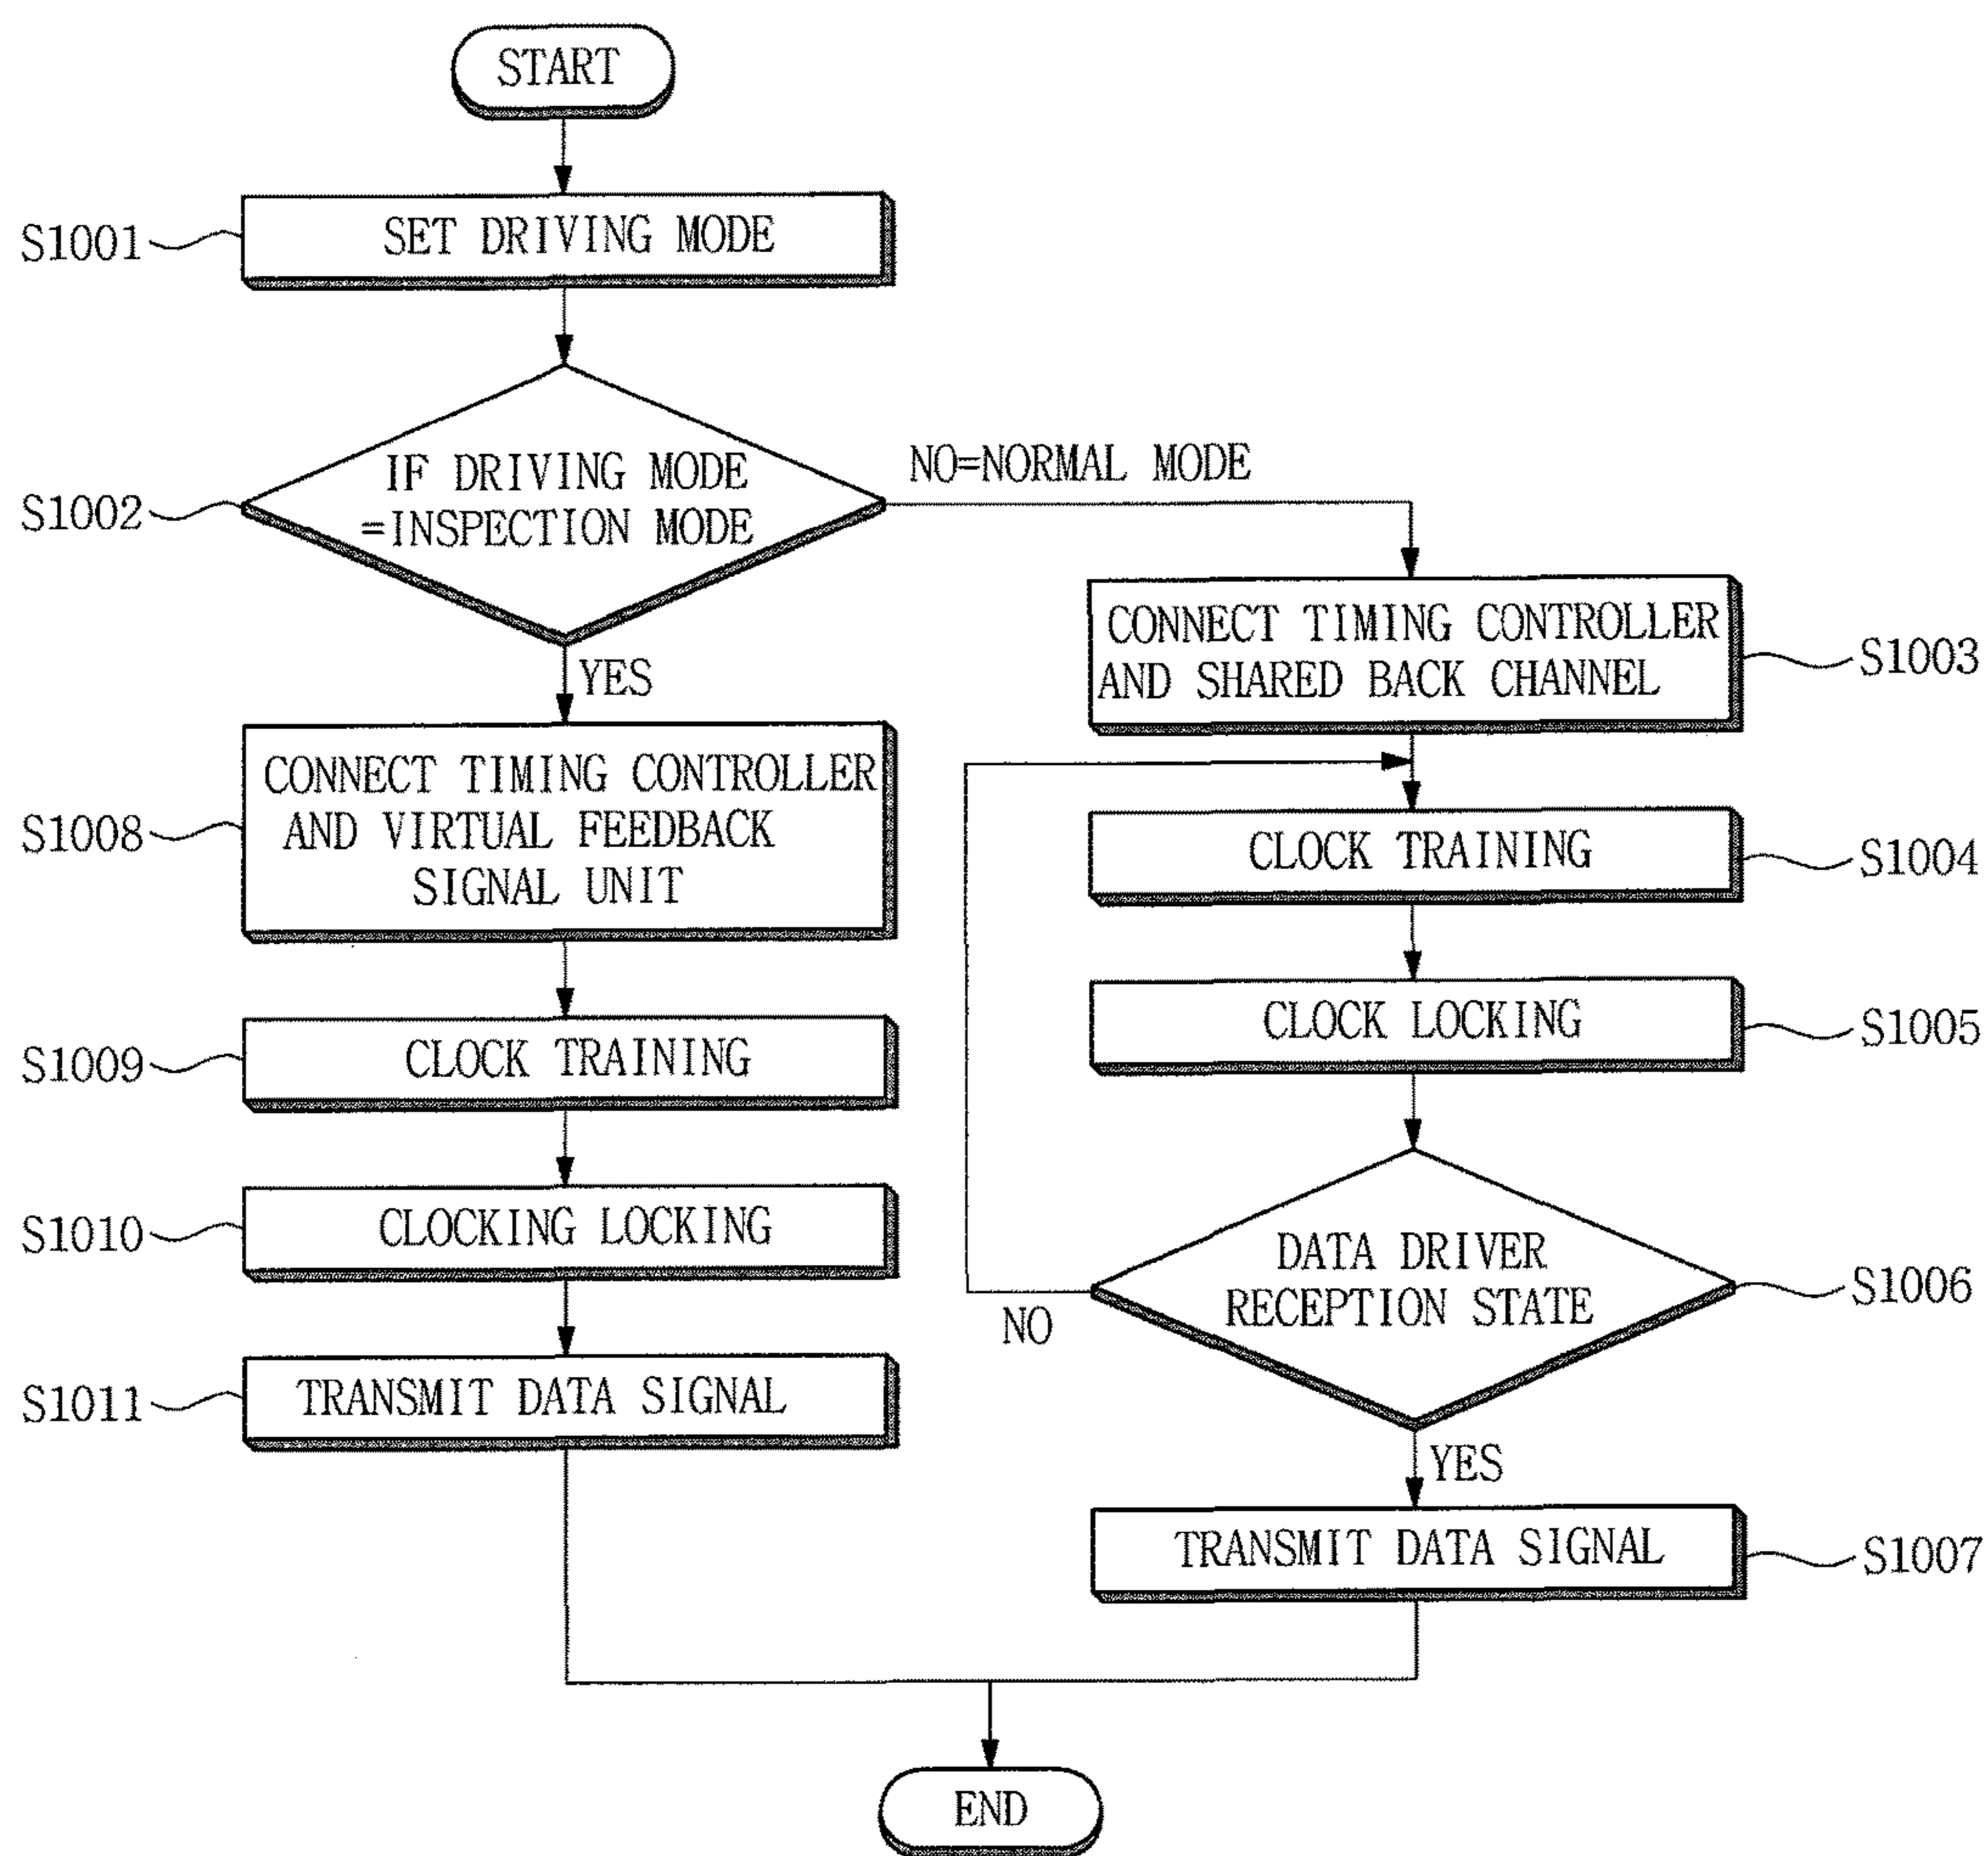 START
S1001
SET DRIVING MODE
S1002
IF DRIVING MODE
=INSPECTION MODE
NO=NORMAL MODE
YES
CONNECT TIMING CONTROLLER
AND SHARED BACK CHANNEL
S1003
S1008
CONNECT TIMING CONTROLLER
AND VIRTUAL FEEDBACK
SIGNAL UNIT
CLOCK TRAINING
S1004
S1009
CLOCK TRAINING
CLOCK LOCKING
S1005
S1010
CLOCKING LOCKING
DATA DRIVER
RECEPTION STATE
S1006
NO
S1011
TRANSMIT DATA SIGNAL
YES
TRANSMIT DATA SIGNAL
S1007
END